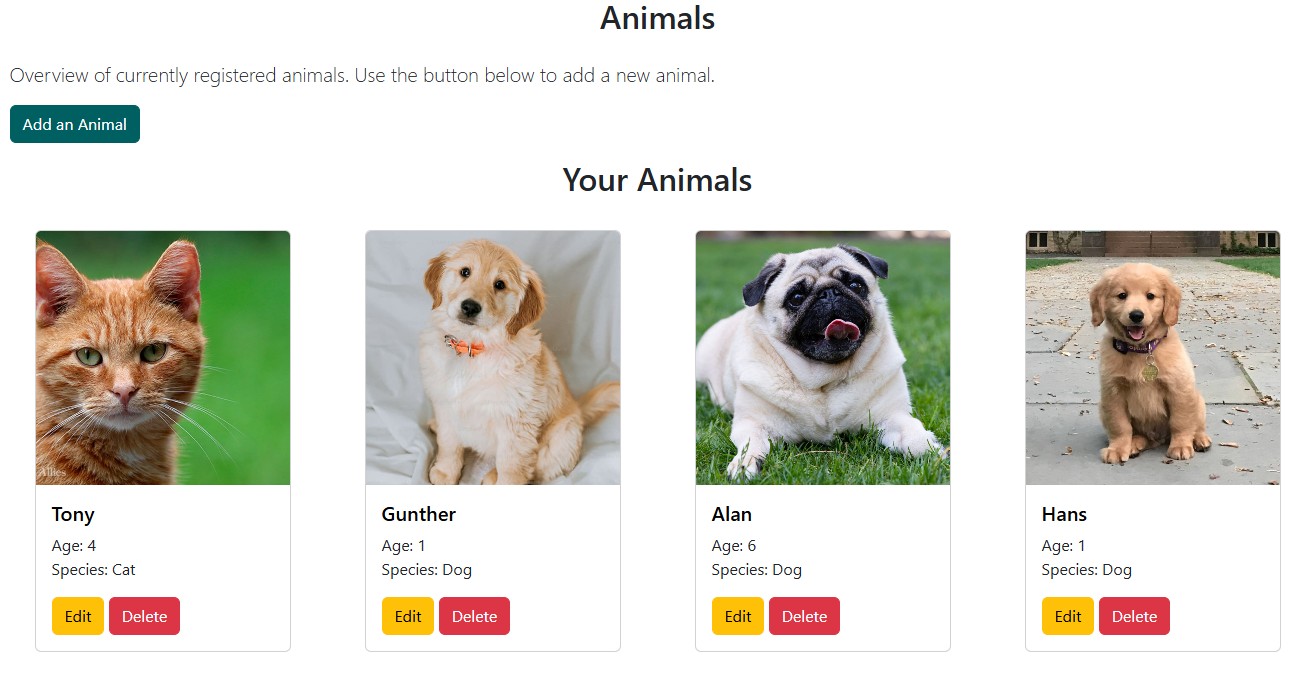 Animals
Overview of currently registered animals. Use the button below to add a new animal.
Add an Animal
Your Animals
Allies
Tony
Age: 4
Species: Cat
Edit Delete
Gunther
Age: 1
Species: Dog
Edit Delete
Alan
Age: 6
Species: Dog
Edit Delete
Hans
Age: 1
Species: Dog
Edit Delete